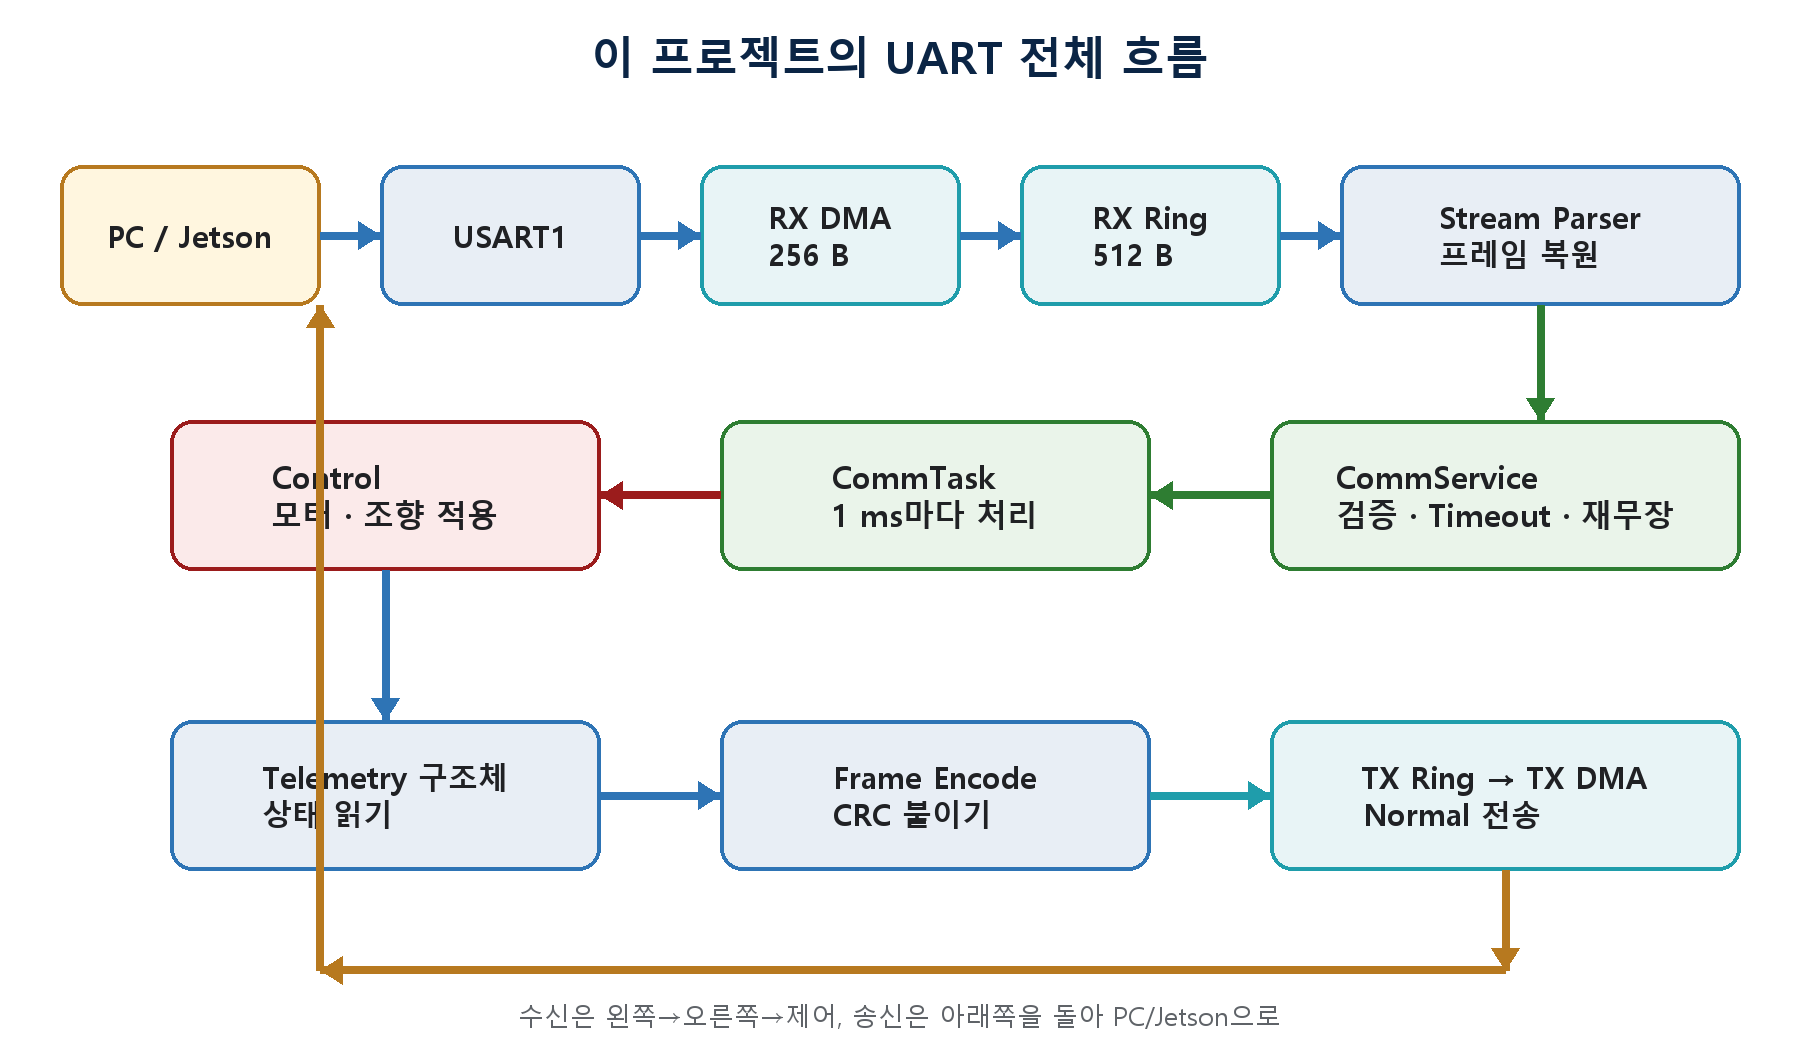 이 프로젝트의 UART 전체 흐름
PC / Jetson
USART1
RX DMA
256 B
RX Ring
512 B
Stream Parser
프레임 복원
Control
모터 · 조향 적용
CommTask
1 ms마다 처리
CommService
검증 · Timeout · 재무장
Telemetry 구조체
상태 읽기
Frame Encode
CRC 붙이기
TX Ring → TX DMA
Normal 전송
수신은 왼쪽→오른쪽→제어, 송신은 아래쪽을 돌아 PC/Jetson으로